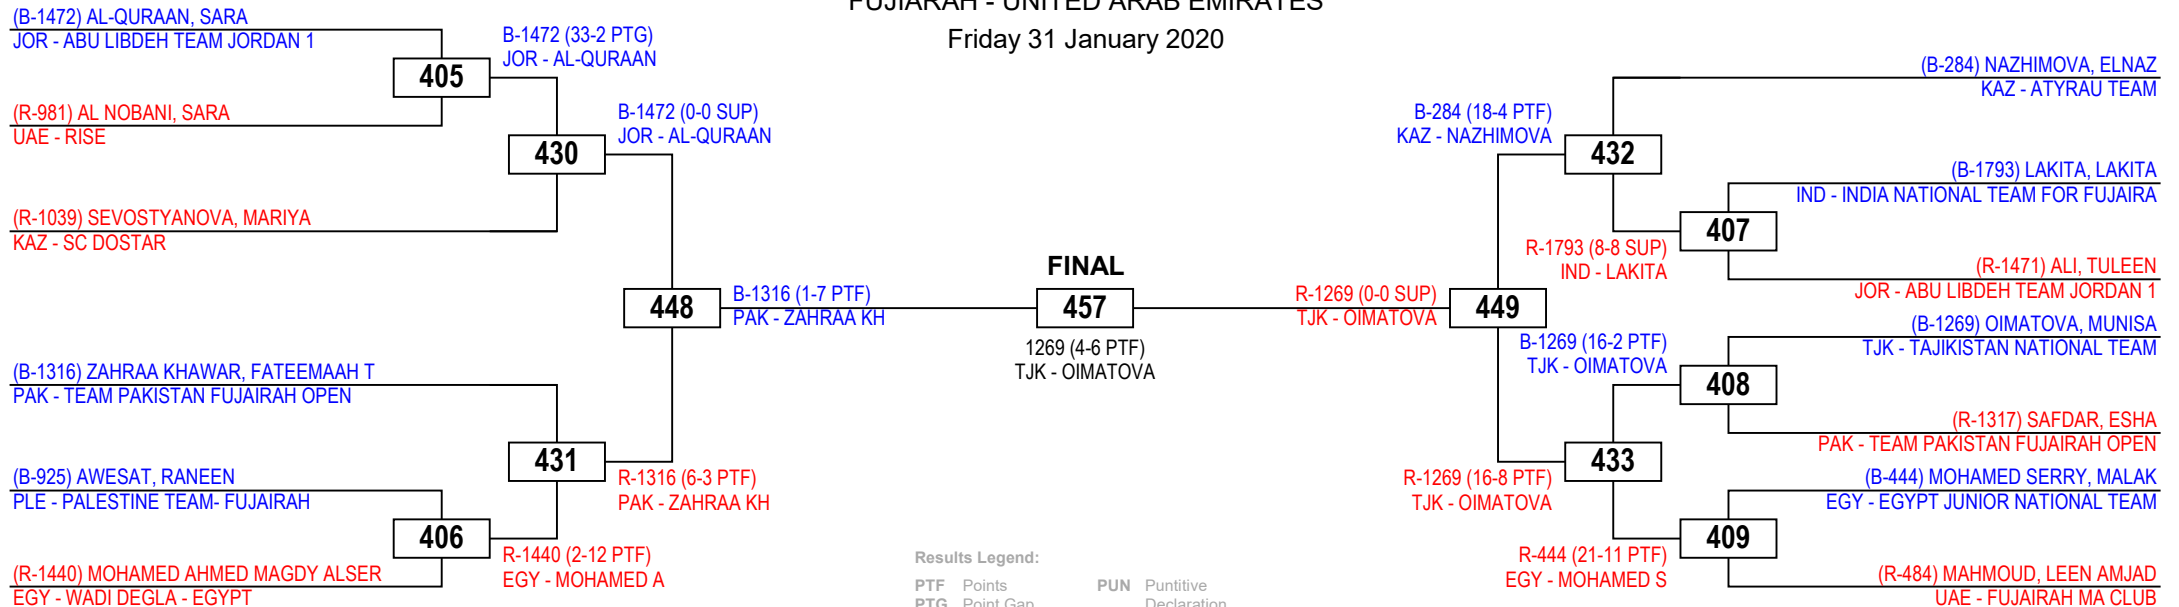 FUJIARAH - UNITED ARAB EMIRATES
Friday 31 January 2020
(B-1472) AL-QURAAN, SARA
JOR - ABU LIBDEH TEAM JORDAN 1
405
(R-981) AL NOBANI, SARA
UAE - RISE
B-1472 (33-2 PTG)
JOR - AL-QURAAN
430
(R-1039) SEVOSTYANOVA, MARIYA
KAZ - SC DOSTAR
B-1472 (0-0 SUP)
JOR - AL-QURAAN
448
(B-1316) ZAHRAA KHAWAR, FATEEMAAH T
PAK - TEAM PAKISTAN FUJAIRAH OPEN
431
(B-925) AWESAT, RANEEN
PLE - PALESTINE TEAM- FUJAIRAH
406
(R-1440) MOHAMED AHMED MAGDY ALSER
EGY - WADI DEGLA - EGYPT
R-1440 (2-12 PTF)
EGY - MOHAMED A
R-1316 (6-3 PTF)
PAK - ZAHRAA KH
B-1316 (1-7 PTF)
PAK - ZAHRAA KH
FINAL
457
1269 (4-6 PTF)
TJK - OIMATOVA
R-1269 (0-0 SUP)
TJK - OIMATOVA
449
B-284 (18-4 PTF)
KAZ - NAZHIMOVA
432
(B-284) NAZHIMOVA, ELNAZ
KAZ - ATYRAU TEAM
(B-1793) LAKITA, LAKITA
IND - INDIA NATIONAL TEAM FOR FUJAIRA
407
R-1793 (8-8 SUP)
IND - LAKITA
(R-1471) ALI, TULEEN
JOR - ABU LIBDEH TEAM JORDAN 1
(B-1269) OIMATOVA, MUNISA
TJK - TAJIKISTAN NATIONAL TEAM
B-1269 (16-2 PTF)
TJK - OIMATOVA
408
(R-1317) SAFDAR, ESHA
PAK - TEAM PAKISTAN FUJAIRAH OPEN
433
R-1269 (16-8 PTF)
TJK - OIMATOVA
(B-444) MOHAMED SERRY, MALAK
EGY - EGYPT JUNIOR NATIONAL TEAM
409
R-444 (21-11 PTF)
EGY - MOHAMED S
(R-484) MAHMOUD, LEEN AMJAD
UAE - FUJAIRAH MA CLUB
Results Legend:
PTF Points PUN Puntitive
PTG Point Gap Declaration